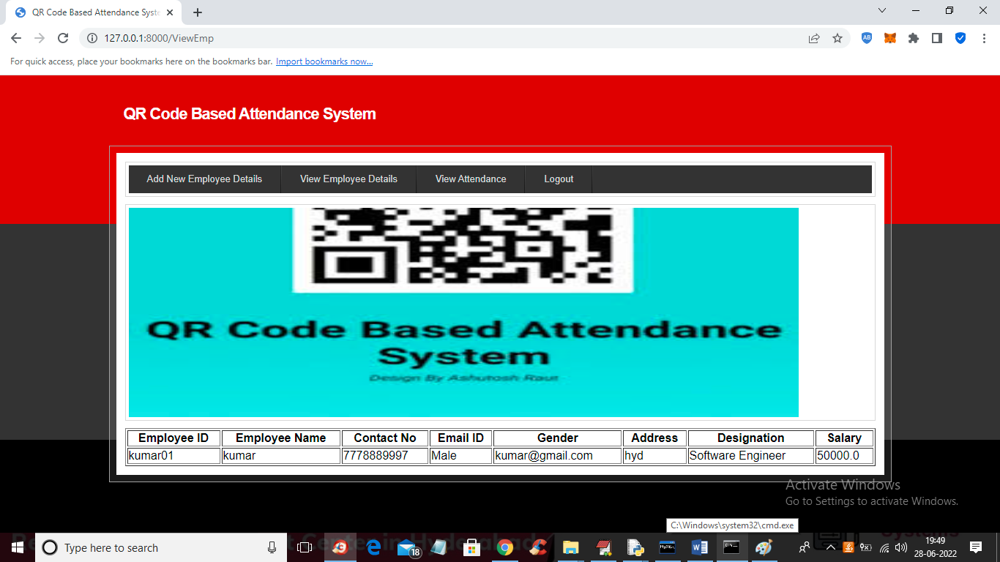 QR Code Based Attendance Syste
127.0.0.1:8000/ViewEmp
For quick access, place your bookmarks here on the bookmarks bar. Import bookmarks now...
QR Code Based Attendance System
Add New Employee Details View Employee Details View Attendance Logout
QR Code Based Attendance
System
Design By Ashutosh Raut
Employee ID Employee Name Contact No Email ID Gender Address Designation Salary
kumar01 kumar 7778889997 Male kumar@gmail.com hyd Software Engineer 50000.0
Activate Windows
Go to Settings to activate Windows.
C:\Windows\system32\cmd.exe
Type here to search
18
19:49
28-06-2022